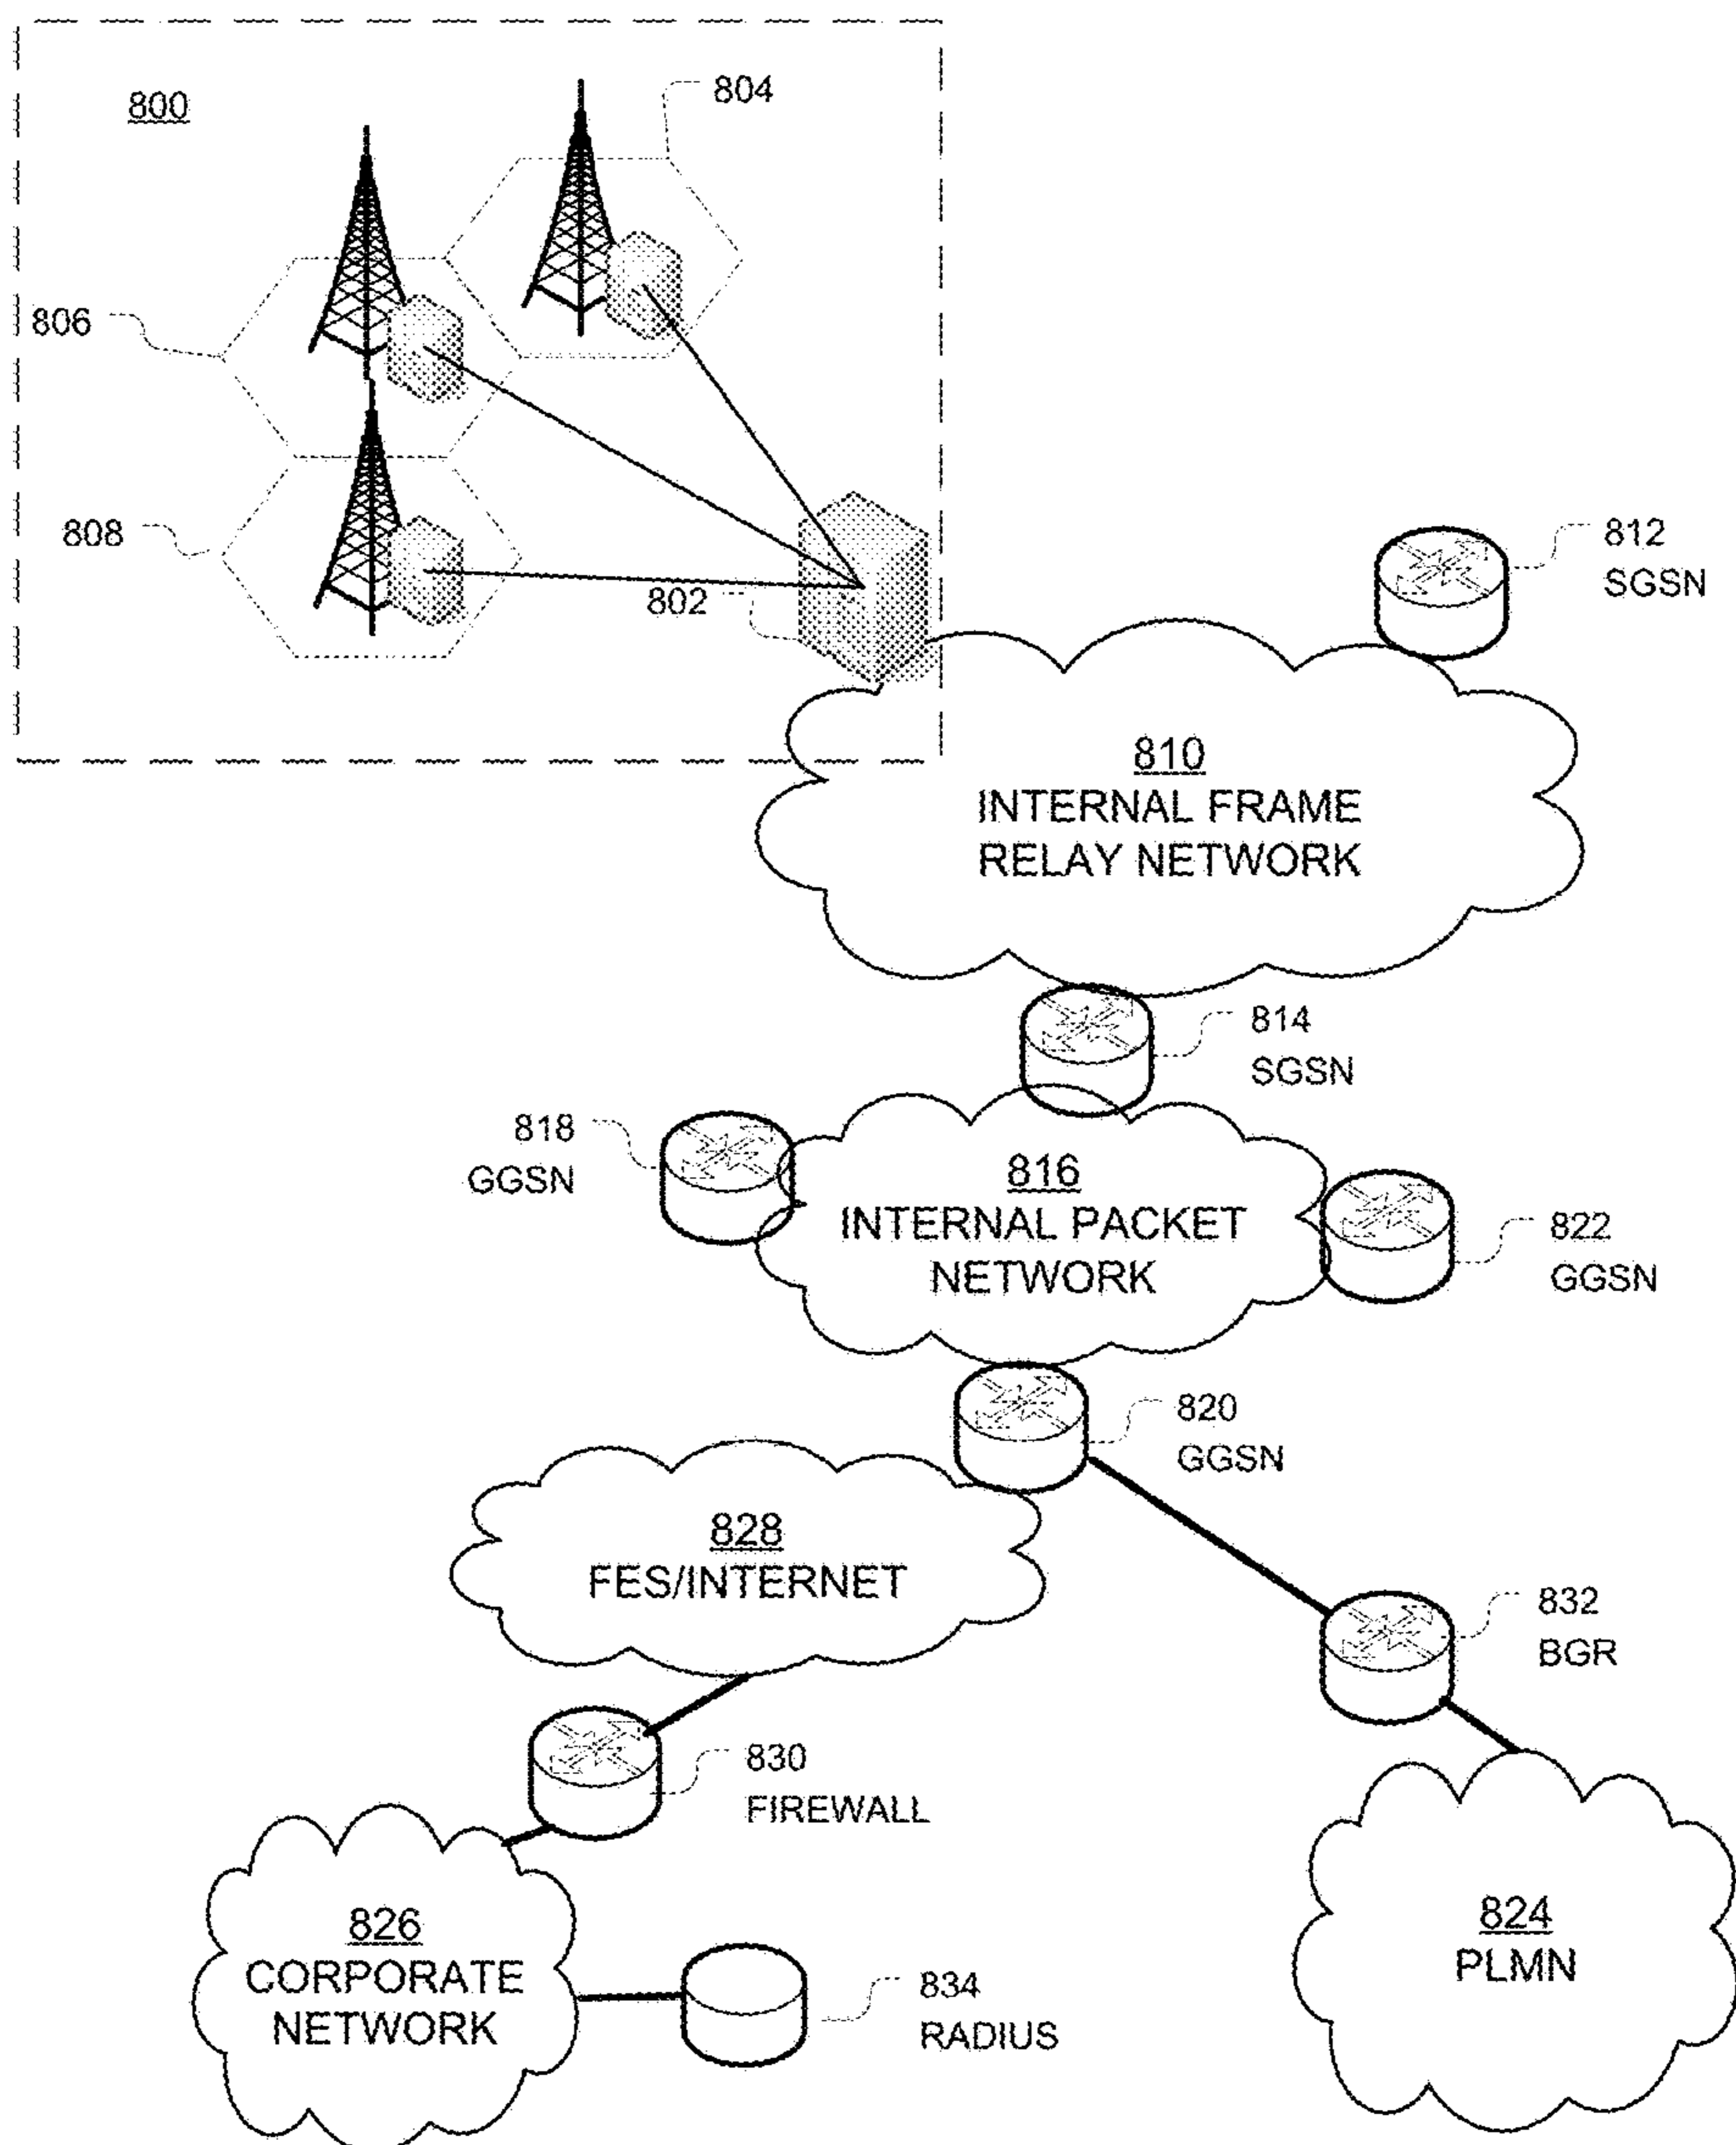 800
804
806
808
802
812
SGSN
810
INTERNAL FRAME
RELAY NETWORK
814
SGSN
818
GGSN
816
INTERNAL PACKET
NETWORK
822
GGSN
820
GGSN
828
FES/INTERNET
832
BGR
830
FIREWALL
826
CORPORATE
NETWORK
834
RADIUS
824
PLMN